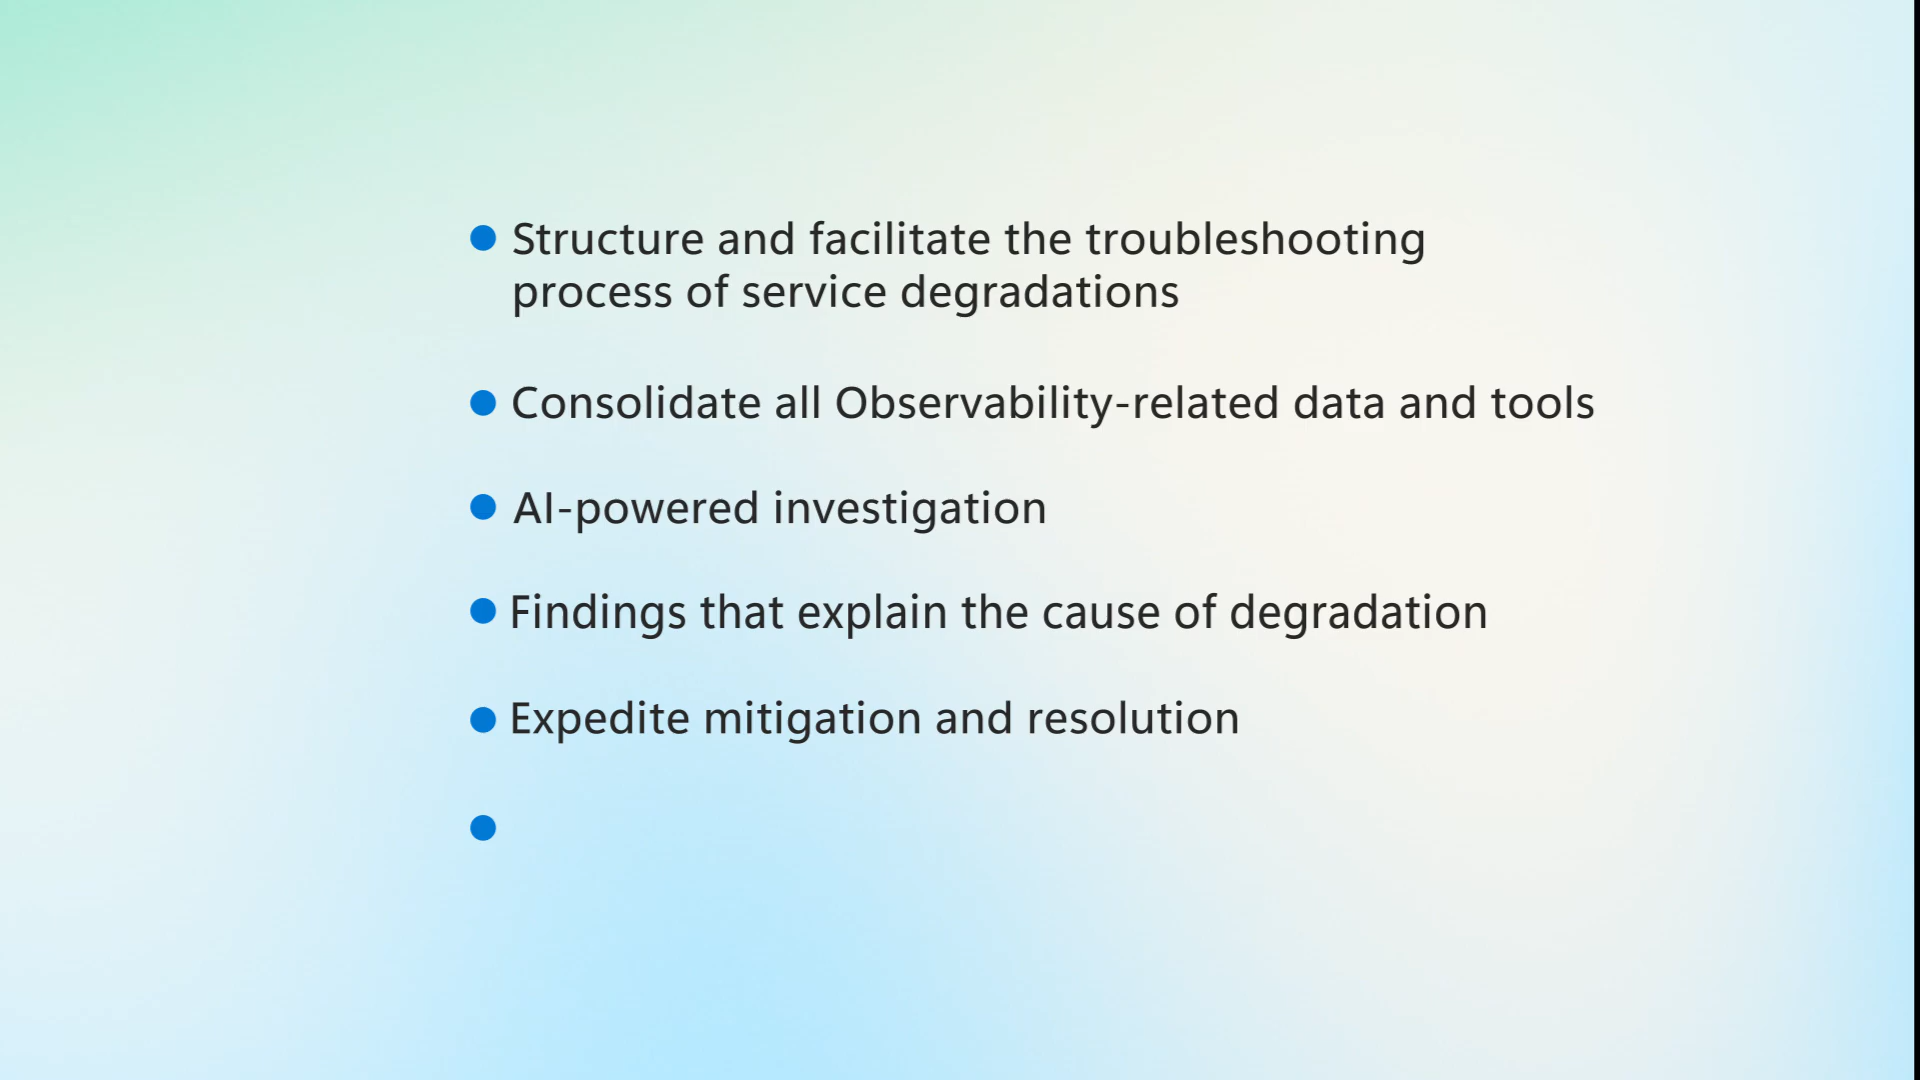 Structure and facilitate the troubleshooting
process of service degradations
Consolidate all Observability-related data and tools
AI-powered investigation
Findings that explain the cause of degradation
Expedite mitigation and resolution